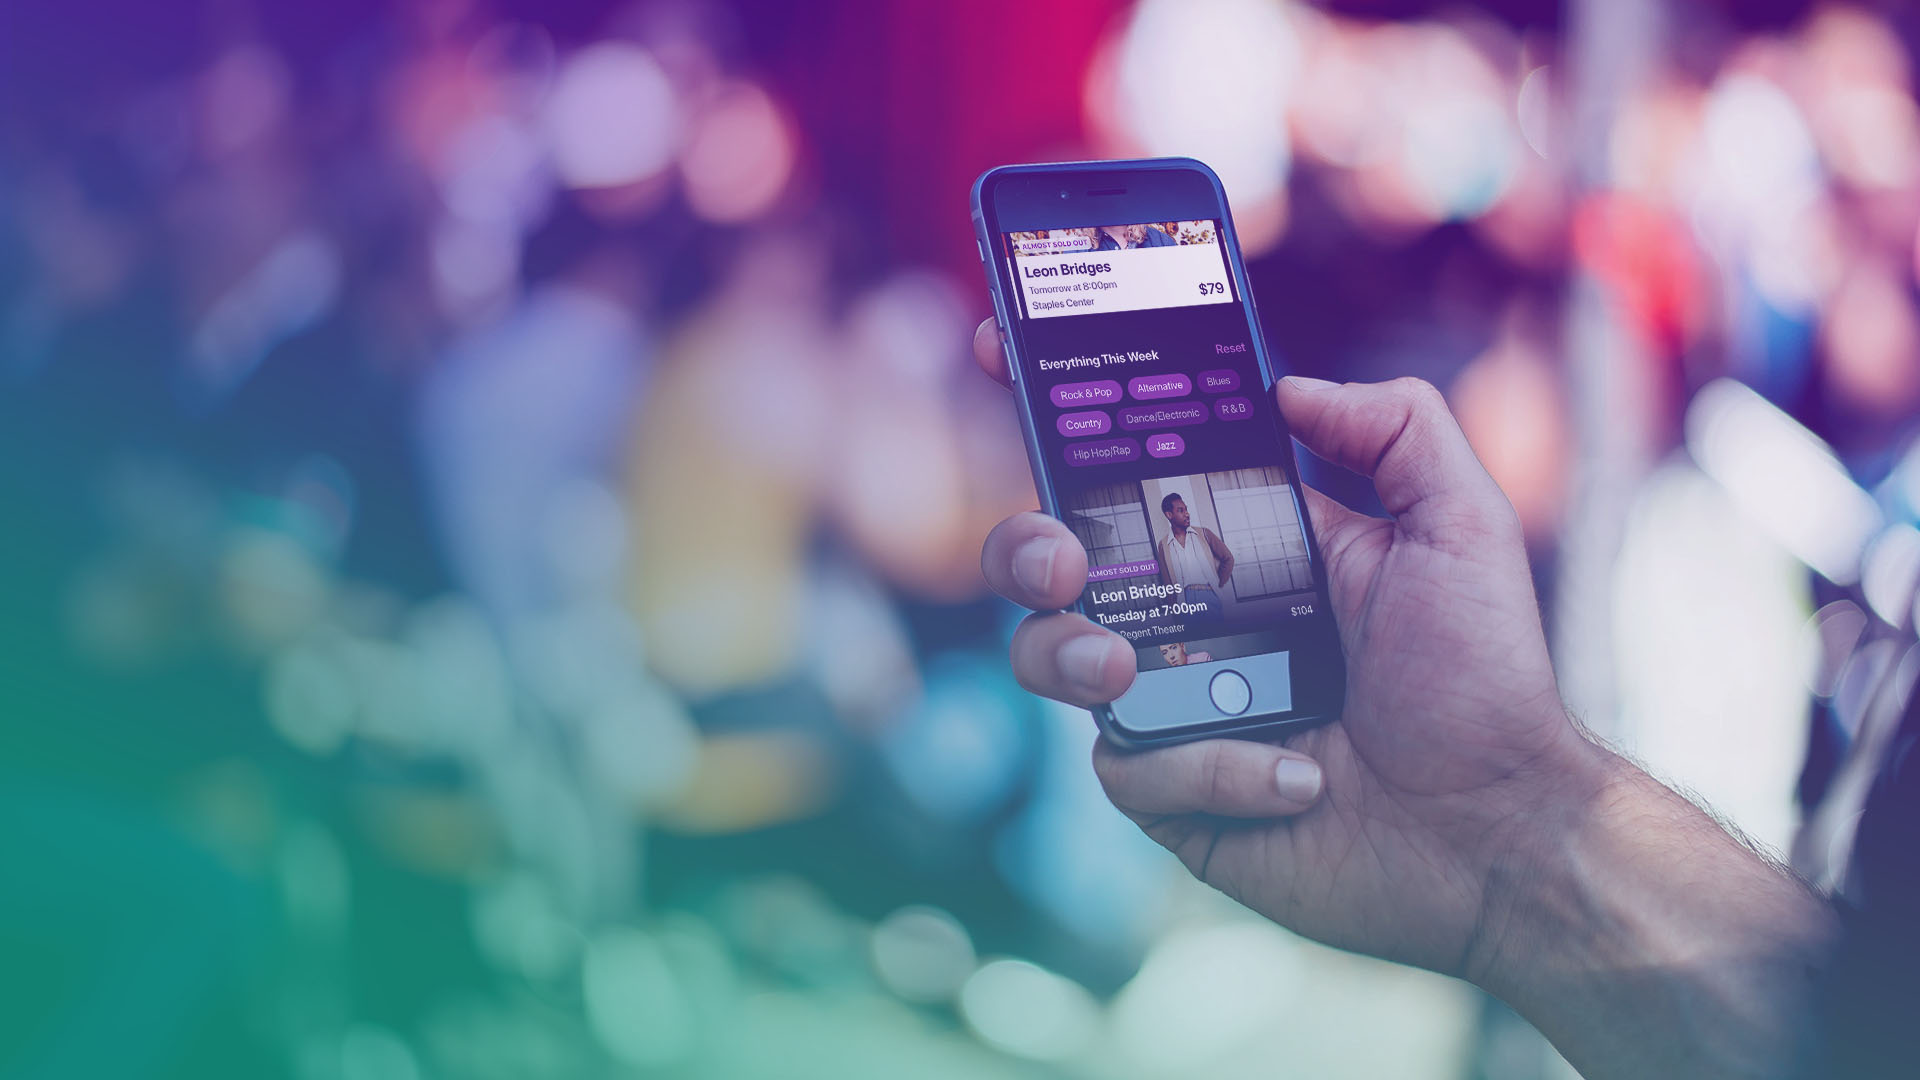 ALMOST SOLD OUT
Leon Bridges
Tomorrow at 8:00pm
Staples Center
$79
Everything This Week
Reset
Rock & Pop
Alternative
Blues
Country
Dance/Electronic
R & B
Hip Hop/Rap
Jazz
ALMOST SOLD OUT
Leon Bridges
Tuesday at 7:00pm
Regent Theater
$104